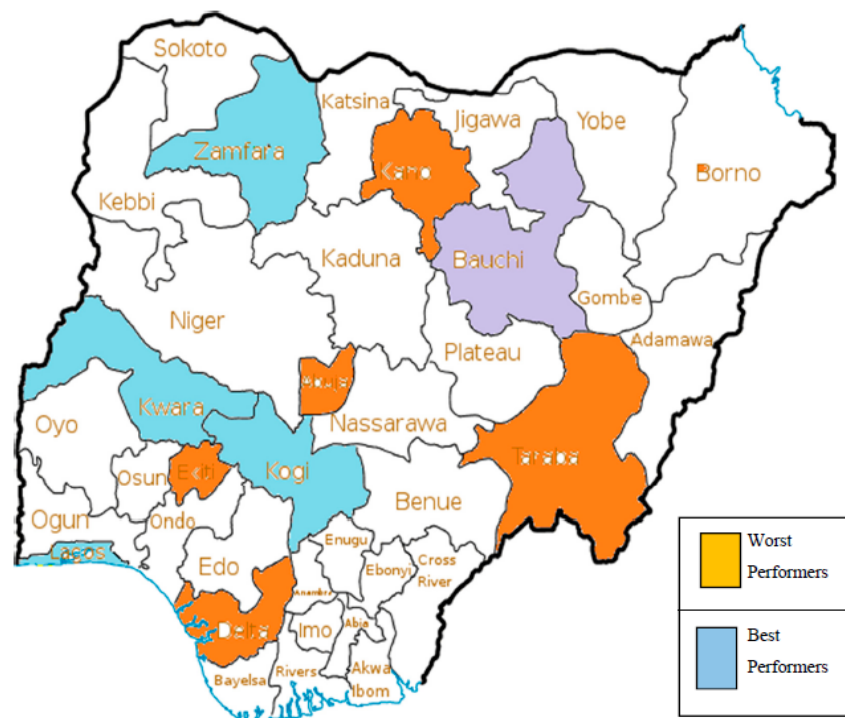 Sokoto
Katsina
Jigawa
Yobe
Zamfara
Kano
Borno
Kebbi
Kaduna
Bauchi
Gombe
Niger
Adamawa
Plateau
Abuja
Kwara
Nassarawa
Oyo
Taraba
Osun
Ekiti
Kogi
Benue
Ogun
Ondo
Enugu
Lagos
Edo
Ebonyi
Cross
River
Anambra
Delta
Imo
Abia
Bayelsa
Rivers
Akwa
Ibom
Worst
Performers
Best
Performers